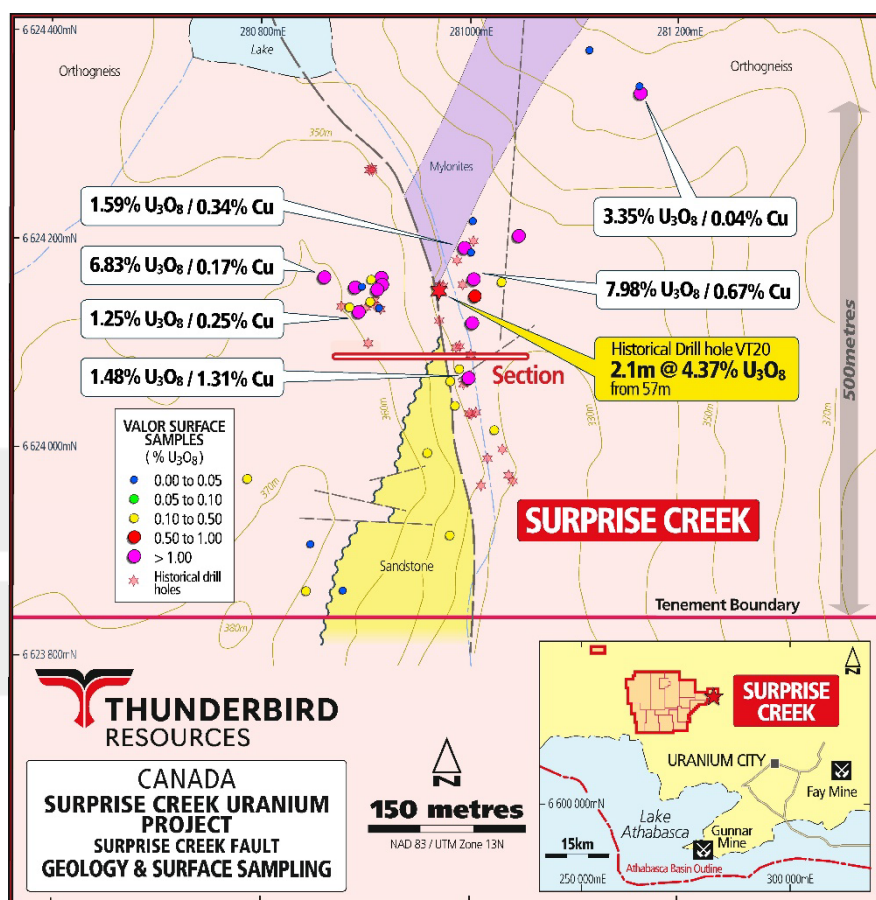 6 624 400mN
280 800mE
281 000mE
281 200mE
Lake
Orthogneiss
Orthogneiss
350m
Mylonites
1.59% U₃O₈ / 0.34% Cu
3.35% U₃O₈ / 0.04% Cu
6 624 200mN
6.83% U₃O₈ / 0.17% Cu
7.98% U₃O₈ / 0.67% Cu
1.25% U₃O₈ / 0.25% Cu
Historical Drill hole VT20
2.1m @ 4.37% U₃O₈
from 57m
Section
1.48% U₃O₈ / 1.31% Cu
500metres
360m
330m
350m
370m
6 624 000mN
370m
VALOR SURFACE
SAMPLES
( % U₃O₈ )
0.00 to 0.05
0.05 to 0.10
0.10 to 0.50
0.50 to 1.00
> 1.00
Historical drill
holes
SURPRISE CREEK
Sandstone
380m
Tenement Boundary
6 623 800mN
THUNDERBIRD
RESOURCES
CANADA
SURPRISE CREEK URANIUM
PROJECT
SURPRISE CREEK FAULT
GEOLOGY & SURFACE SAMPLING
N
150 metres
NAD 83 / UTM Zone 13N
N
SURPRISE
CREEK
URANIUM CITY
Fay Mine
6 600 000mN
Lake
Athabasca
Gunnar
Mine
15km
Athabasca Basin Outline
250 000mE
300 000mE